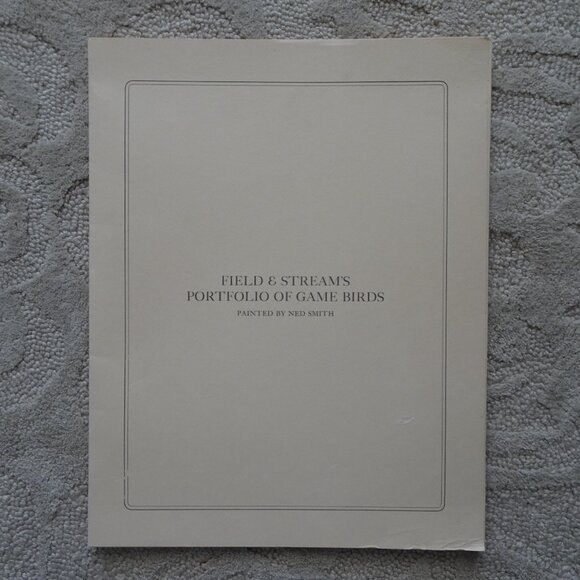 FIELD & STREAM'S
PORTFOLIO OF GAME BIRDS
PAINTED BY NED SMITH